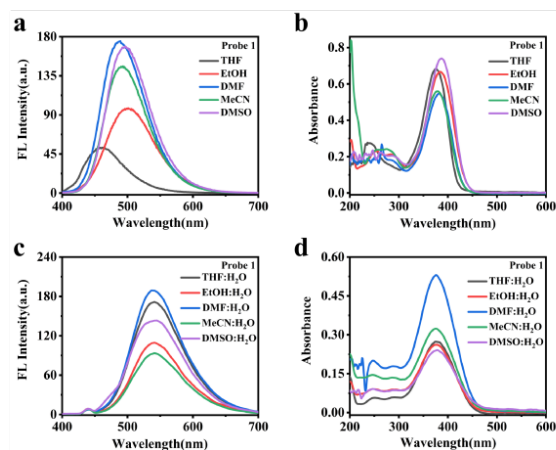 a
FL Intensity(a.u.)
180
135
90
45
0
400
500
600
700
Wavelength(nm)
Probe 1
THF
EtOH
DMF
MeCN
DMSO
b
Absorbance
0.8
0.6
0.4
0.2
0.0
200
300
400
500
600
Wavelength(nm)
Probe 1
THF
EtOH
DMF
MeCN
DMSO
c
FL Intensity(a.u.)
240
180
120
60
0
400
500
600
700
Wavelength(nm)
Probe 1
THF:H₂O
EtOH:H₂O
DMF:H₂O
MeCN:H₂O
DMSO:H₂O
d
Absorbance
0.60
0.45
0.30
0.15
0.00
200
300
400
500
600
Wavelength(nm)
Probe 1
THF:H₂O
EtOH:H₂O
DMF:H₂O
MeCN:H₂O
DMSO:H₂O